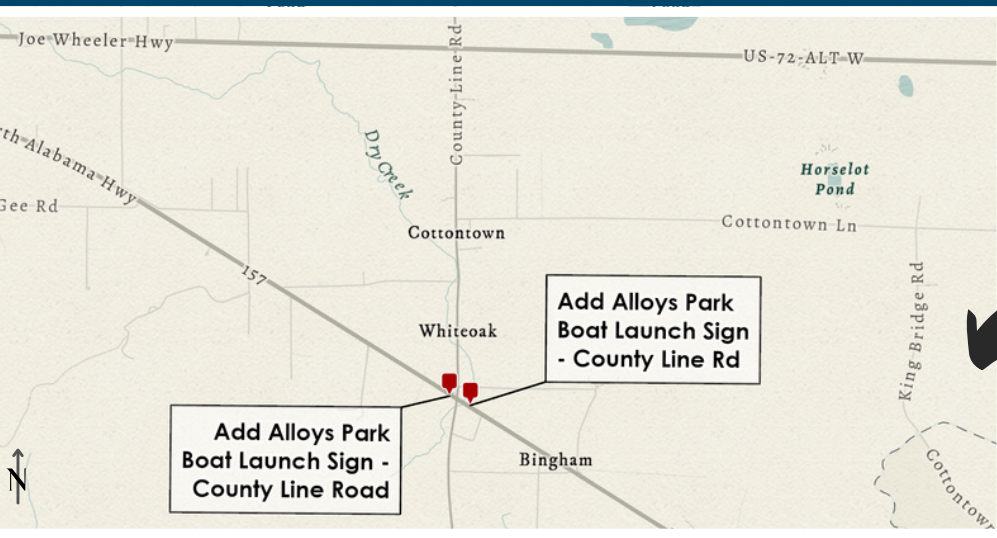 Joe Wheeler Hwy
County Line Rd
US-72-ALT W
th-Alabama-Hwy
Dry Creek
Horselot
Pond
Gee Rd
Cottontown Ln
Cottontown
157
King Bridge Rd
Add Alloys Park
Boat Launch Sign
- County Line Rd
Whiteoak
Add Alloys Park
Boat Launch Sign -
County Line Road
Bingham
Cottontown
N